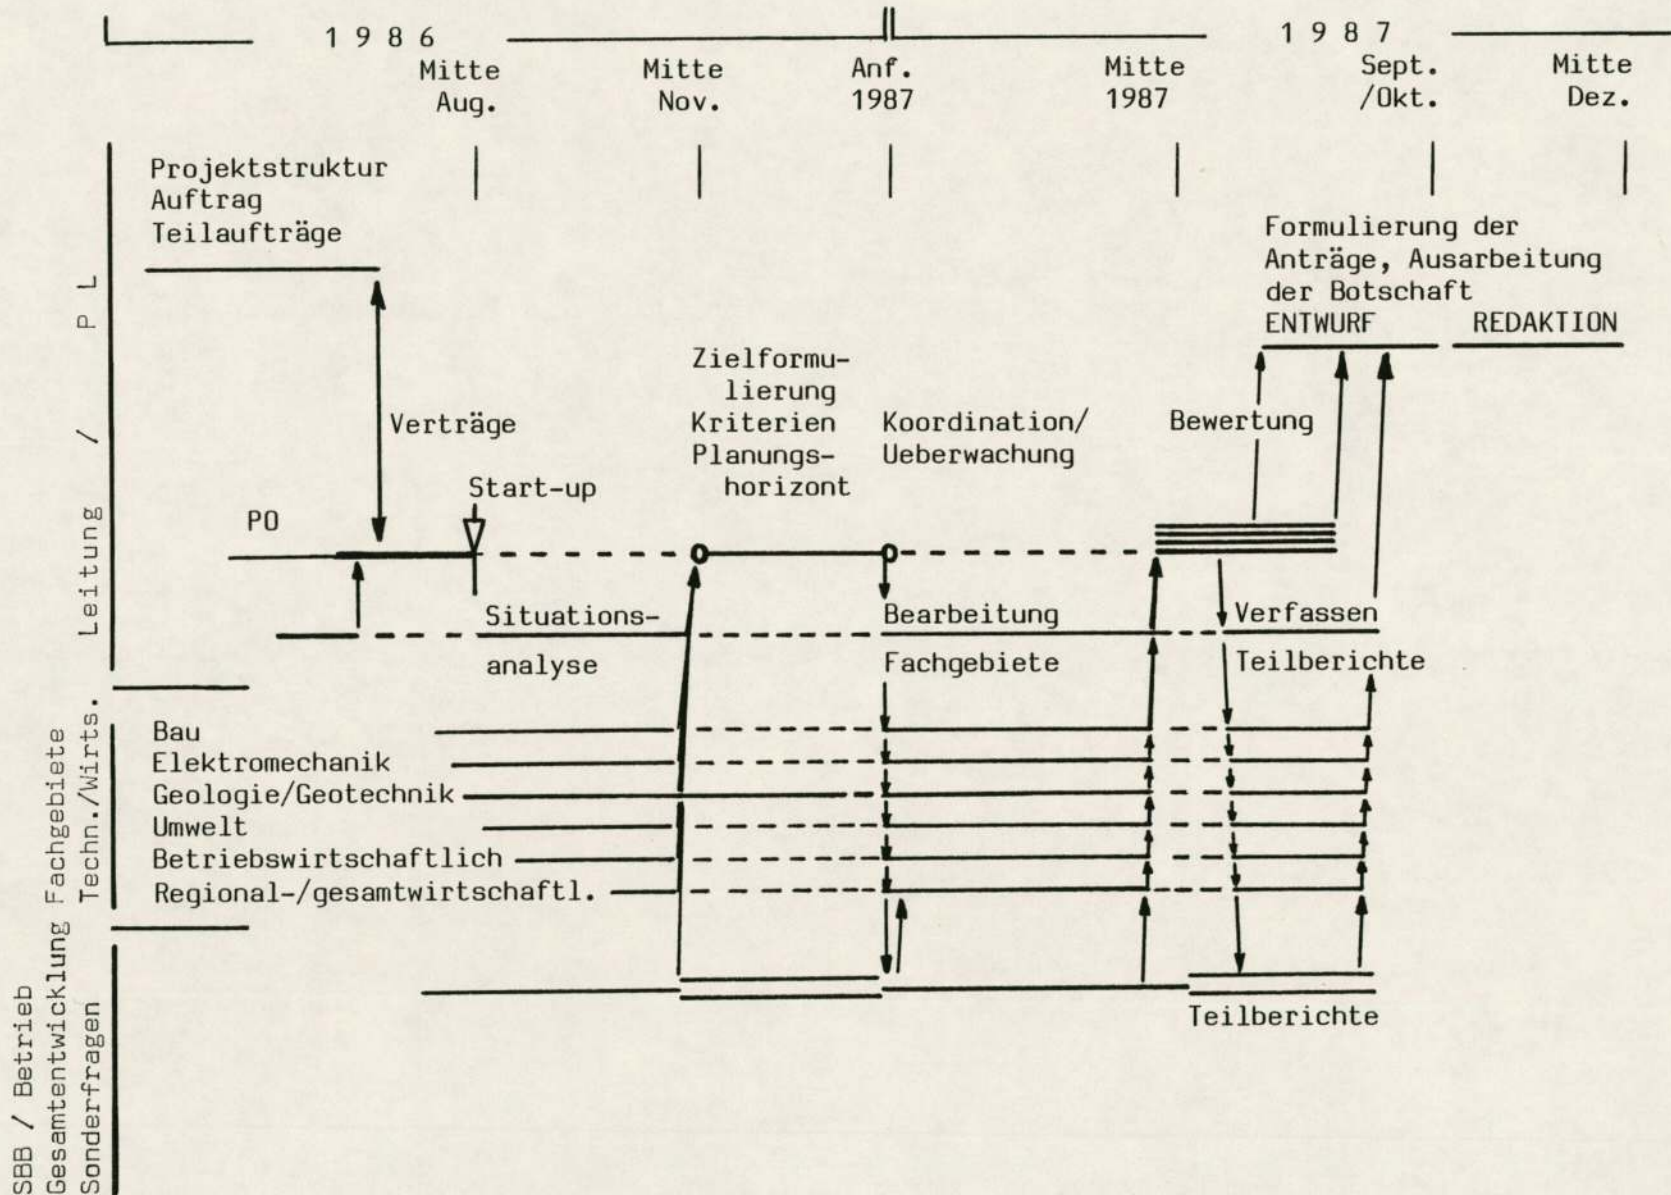 1 9 8 6
1 9 8 7
Mitte Aug.
Mitte Nov.
Anf. 1987
Mitte 1987
Sept. /Okt.
Mitte Dez.
Leitung / P L
Projektstruktur
Auftrag
Teilaufträge
Verträge
PO
Start-up
Zielformu-
lierung
Kriterien
Planungs-
horizont
Koordination/
Ueberwachung
Bewertung
Formulierung der
Anträge, Ausarbeitung
der Botschaft
ENTWURF
REDAKTION
Situations-
analyse
Bearbeitung
Fachgebiete
Verfassen
Teilberichte
Fachgebiete
Techn./Wirts.
Bau
Elektromechanik
Geologie/Geotechnik
Umwelt
Betriebswirtschaftlich
Regional-/gesamtwirtschaftl.
SBB / Betrieb
Gesamtentwicklung
Sonderfragen
Teilberichte